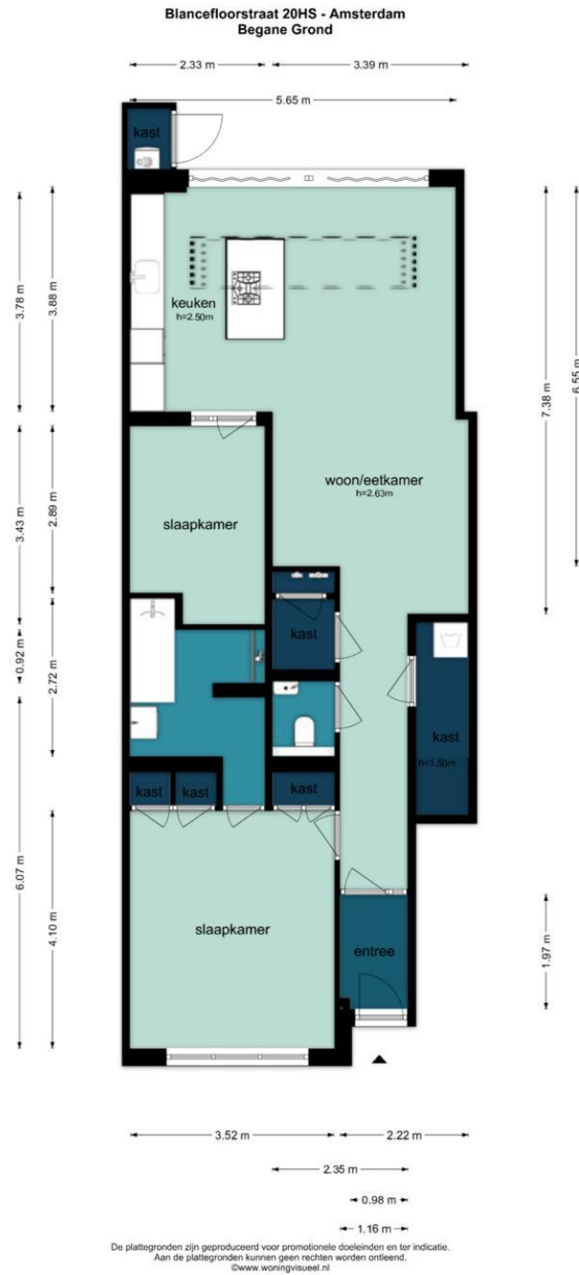 Blancefloorstraat 20HS - Amsterdam
Begane Grond
2.33 m
3.39 m
5.65 m
kast
3.78 m
3.88 m
keuken
h=2.50m
7.38 m
6.55 m
woon/eetkamer
h=2.63m
3.43 m
2.89 m
slaapkamer
0.92 m
2.72 m
kast
kast
h=1.50m
kast
kast
kast
6.07 m
4.10 m
slaapkamer
entree
1.97 m
3.52 m
2.22 m
2.35 m
0.98 m
1.16 m
De plattegronden zijn geproduceerd voor promotionele doeleinden en ter indicatie.
Aan de plattegronden kunnen geen rechten worden ontleend.
©www.woningvisueel.nl